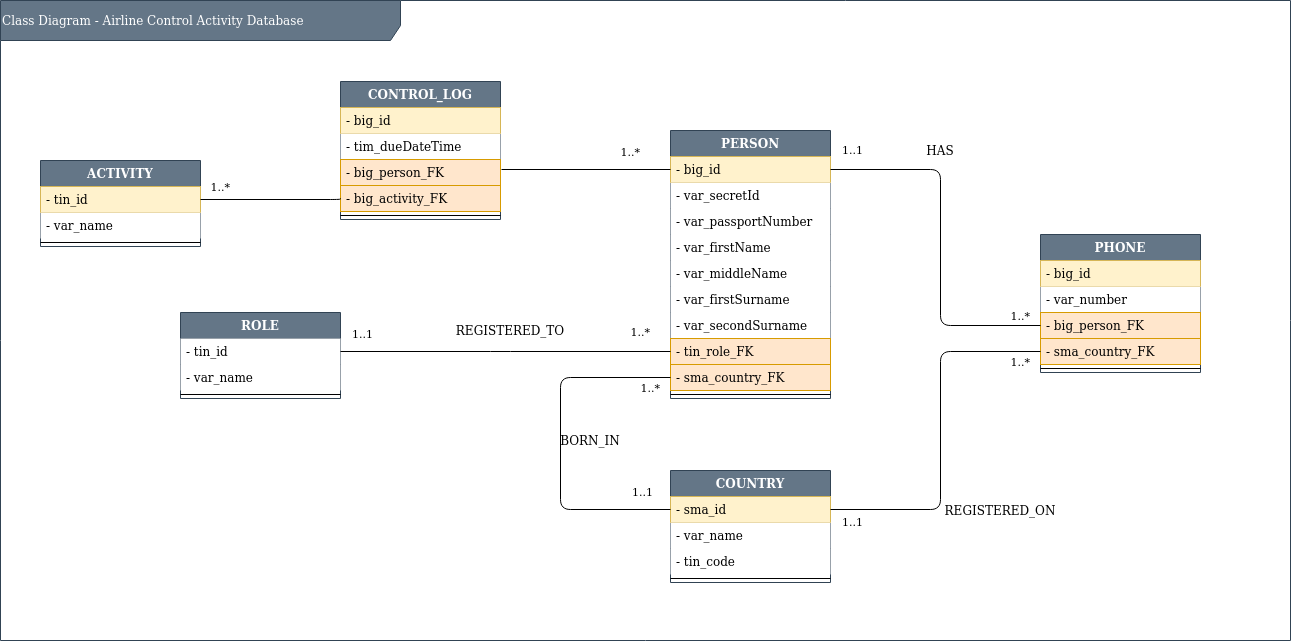 Class Diagram - Airline Control Activity Database
CONTROL_LOG
- big_id
- tim_dueDateTime
- big_person_FK
- big_activity_FK
ACTIVITY
- tin_id
- var_name
1..*
1..*
PERSON
- big_id
- var_secretId
- var_passportNumber
- var_firstName
- var_middleName
- var_firstSurname
- var_secondSurname
- tin_role_FK
- sma_country_FK
1..1
HAS
PHONE
- big_id
- var_number
- big_person_FK
- sma_country_FK
1..*
1..*
ROLE
- tin_id
- var_name
1..1
REGISTERED_TO
1..*
1..*
BORN_IN
1..1
COUNTRY
- sma_id
- var_name
- tin_code
1..1
REGISTERED_ON